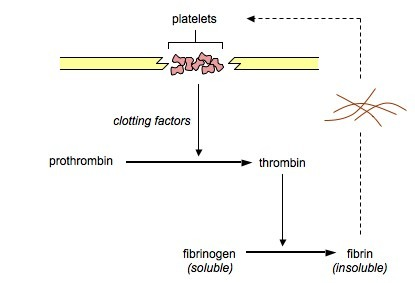 platelets
clotting factors
prothrombin
thrombin
fibrinogen
(soluble)
fibrin
(insoluble)